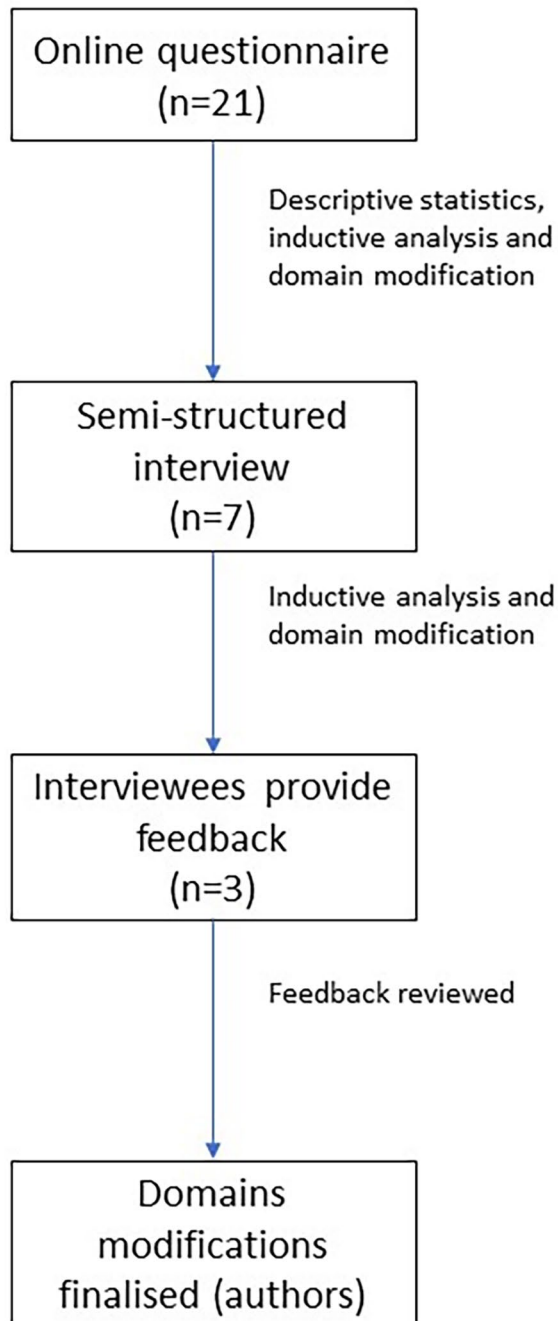 Online questionnaire
(n=21)
Descriptive statistics,
inductive analysis and
domain modification
Semi-structured
interview
(n=7)
Inductive analysis and
domain modification
Interviewees provide
feedback
(n=3)
Feedback reviewed
Domains
modifications
finalised (authors)